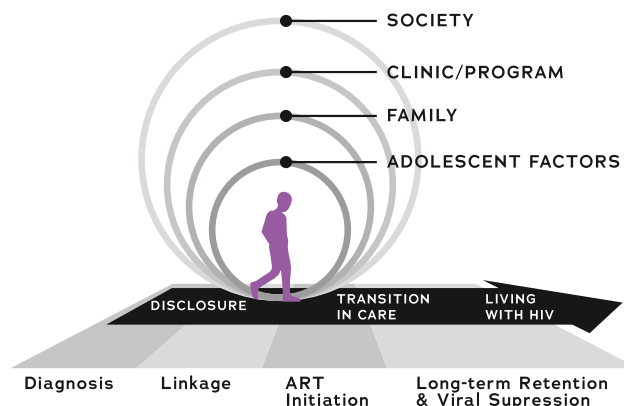 SOCIETY
CLINIC/PROGRAM
FAMILY
ADOLESCENT FACTORS
DISCLOSURE
TRANSITION
IN CARE
LIVING
WITH HIV
Diagnosis
Linkage
ART
Initiation
Long-term Retention
& Viral Supression